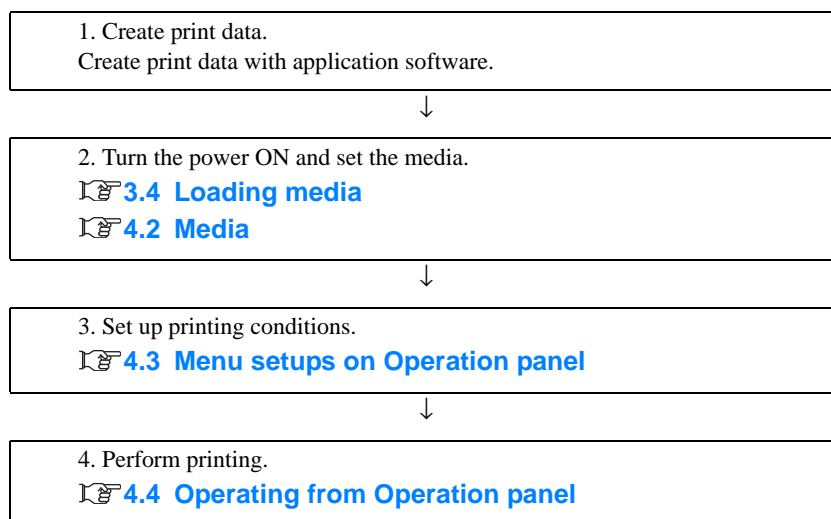 1. Create print data.
Create print data with application software.
↓
2. Turn the power ON and set the media.
3.4 Loading media
4.2 Media
↓
3. Set up printing conditions.
4.3 Menu setups on Operation panel
↓
4. Perform printing.
4.4 Operating from Operation panel